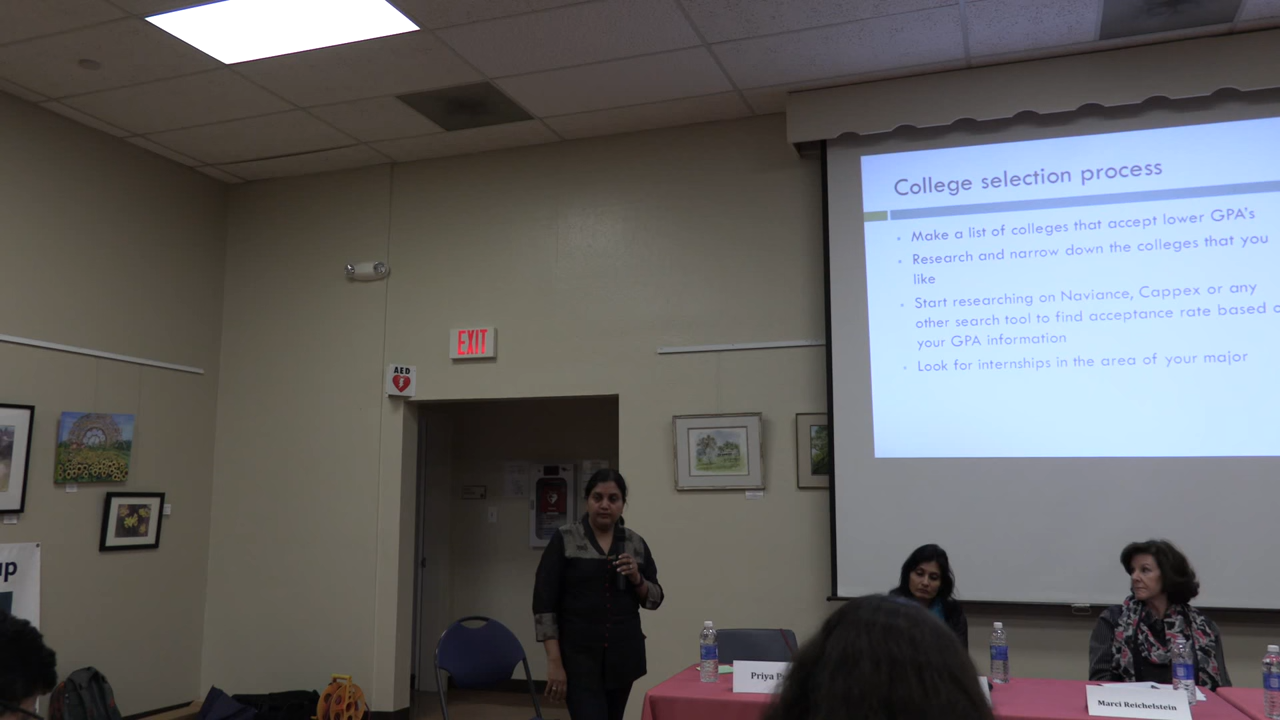 College selection process
Make a list of colleges that accept lower GPA's
Research and narrow down the colleges that you
like
Start researching on Naviance, Cappex or any
other search tool to find acceptance rate based
your GPA information
Look for internships in the area of your major
EXIT
AED
up
Priya
Marci Reichelstein